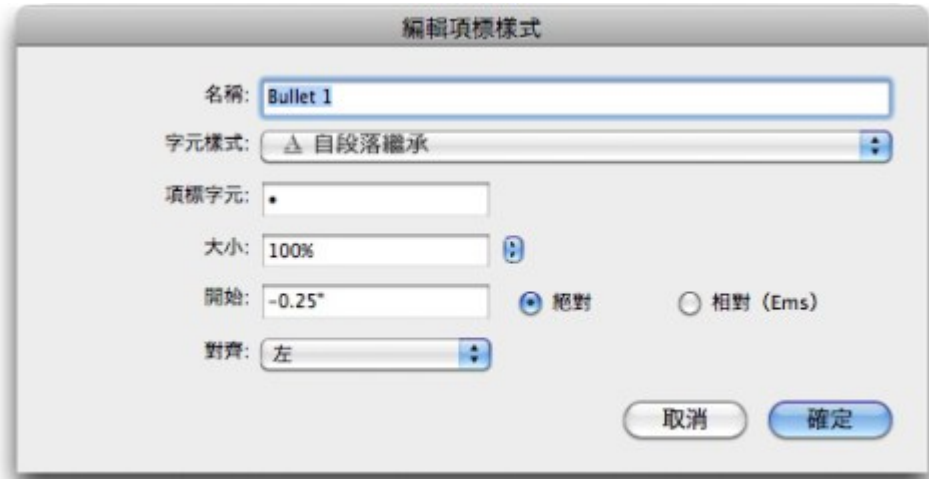 編輯項標樣式
名稱: Bullet 1
字元樣式: A 自段落繼承
項標字元: •
大小: 100%
開始: -0.25" 絕對 相對 (Ems)
對齊: 左
取消 確定